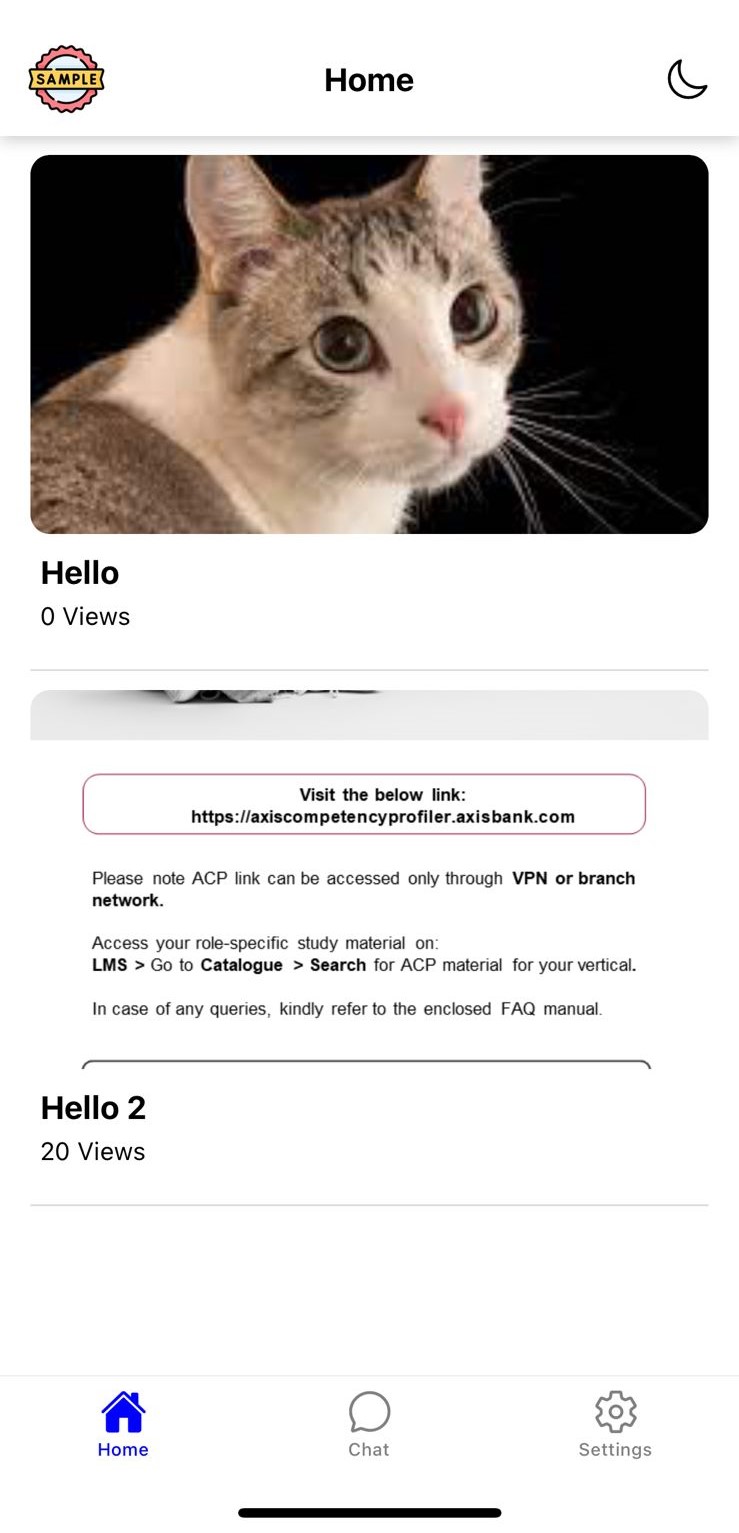 SAMPLE
Home
Hello
0 Views
Visit the below link:
https://axiscompetencyprofiler.axisbank.com
Please note ACP link can be accessed only through VPN or branch
network.
Access your role-specific study material on:
LMS > Go to Catalogue > Search for ACP material for your vertical.
In case of any queries, kindly refer to the enclosed FAQ manual.
Hello 2
20 Views
Home
Chat
Settings